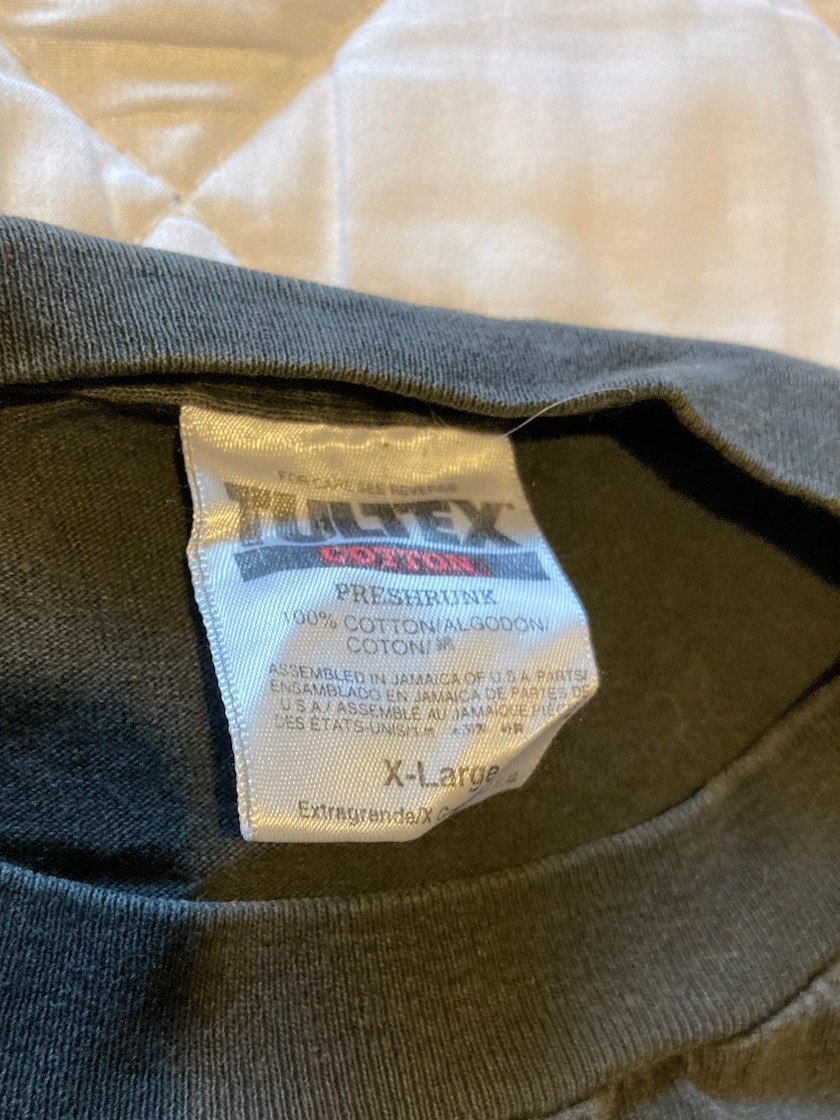 FOR CARE SEE REVERSE
TULTEX
COTTON
PRESHRUNK
100% COTTON/ALGODON/
COTON/
ASSEMBLED IN JAMAICA OF U.S.A. PARTS/
ENSAMBLADO EN JAMAICA DE PARTES DE
U.S.A./ ASSEMBLÉ AU JAMAÏQUE
DES ÉTATS-UNIS/
X-Large
Extragrande/X